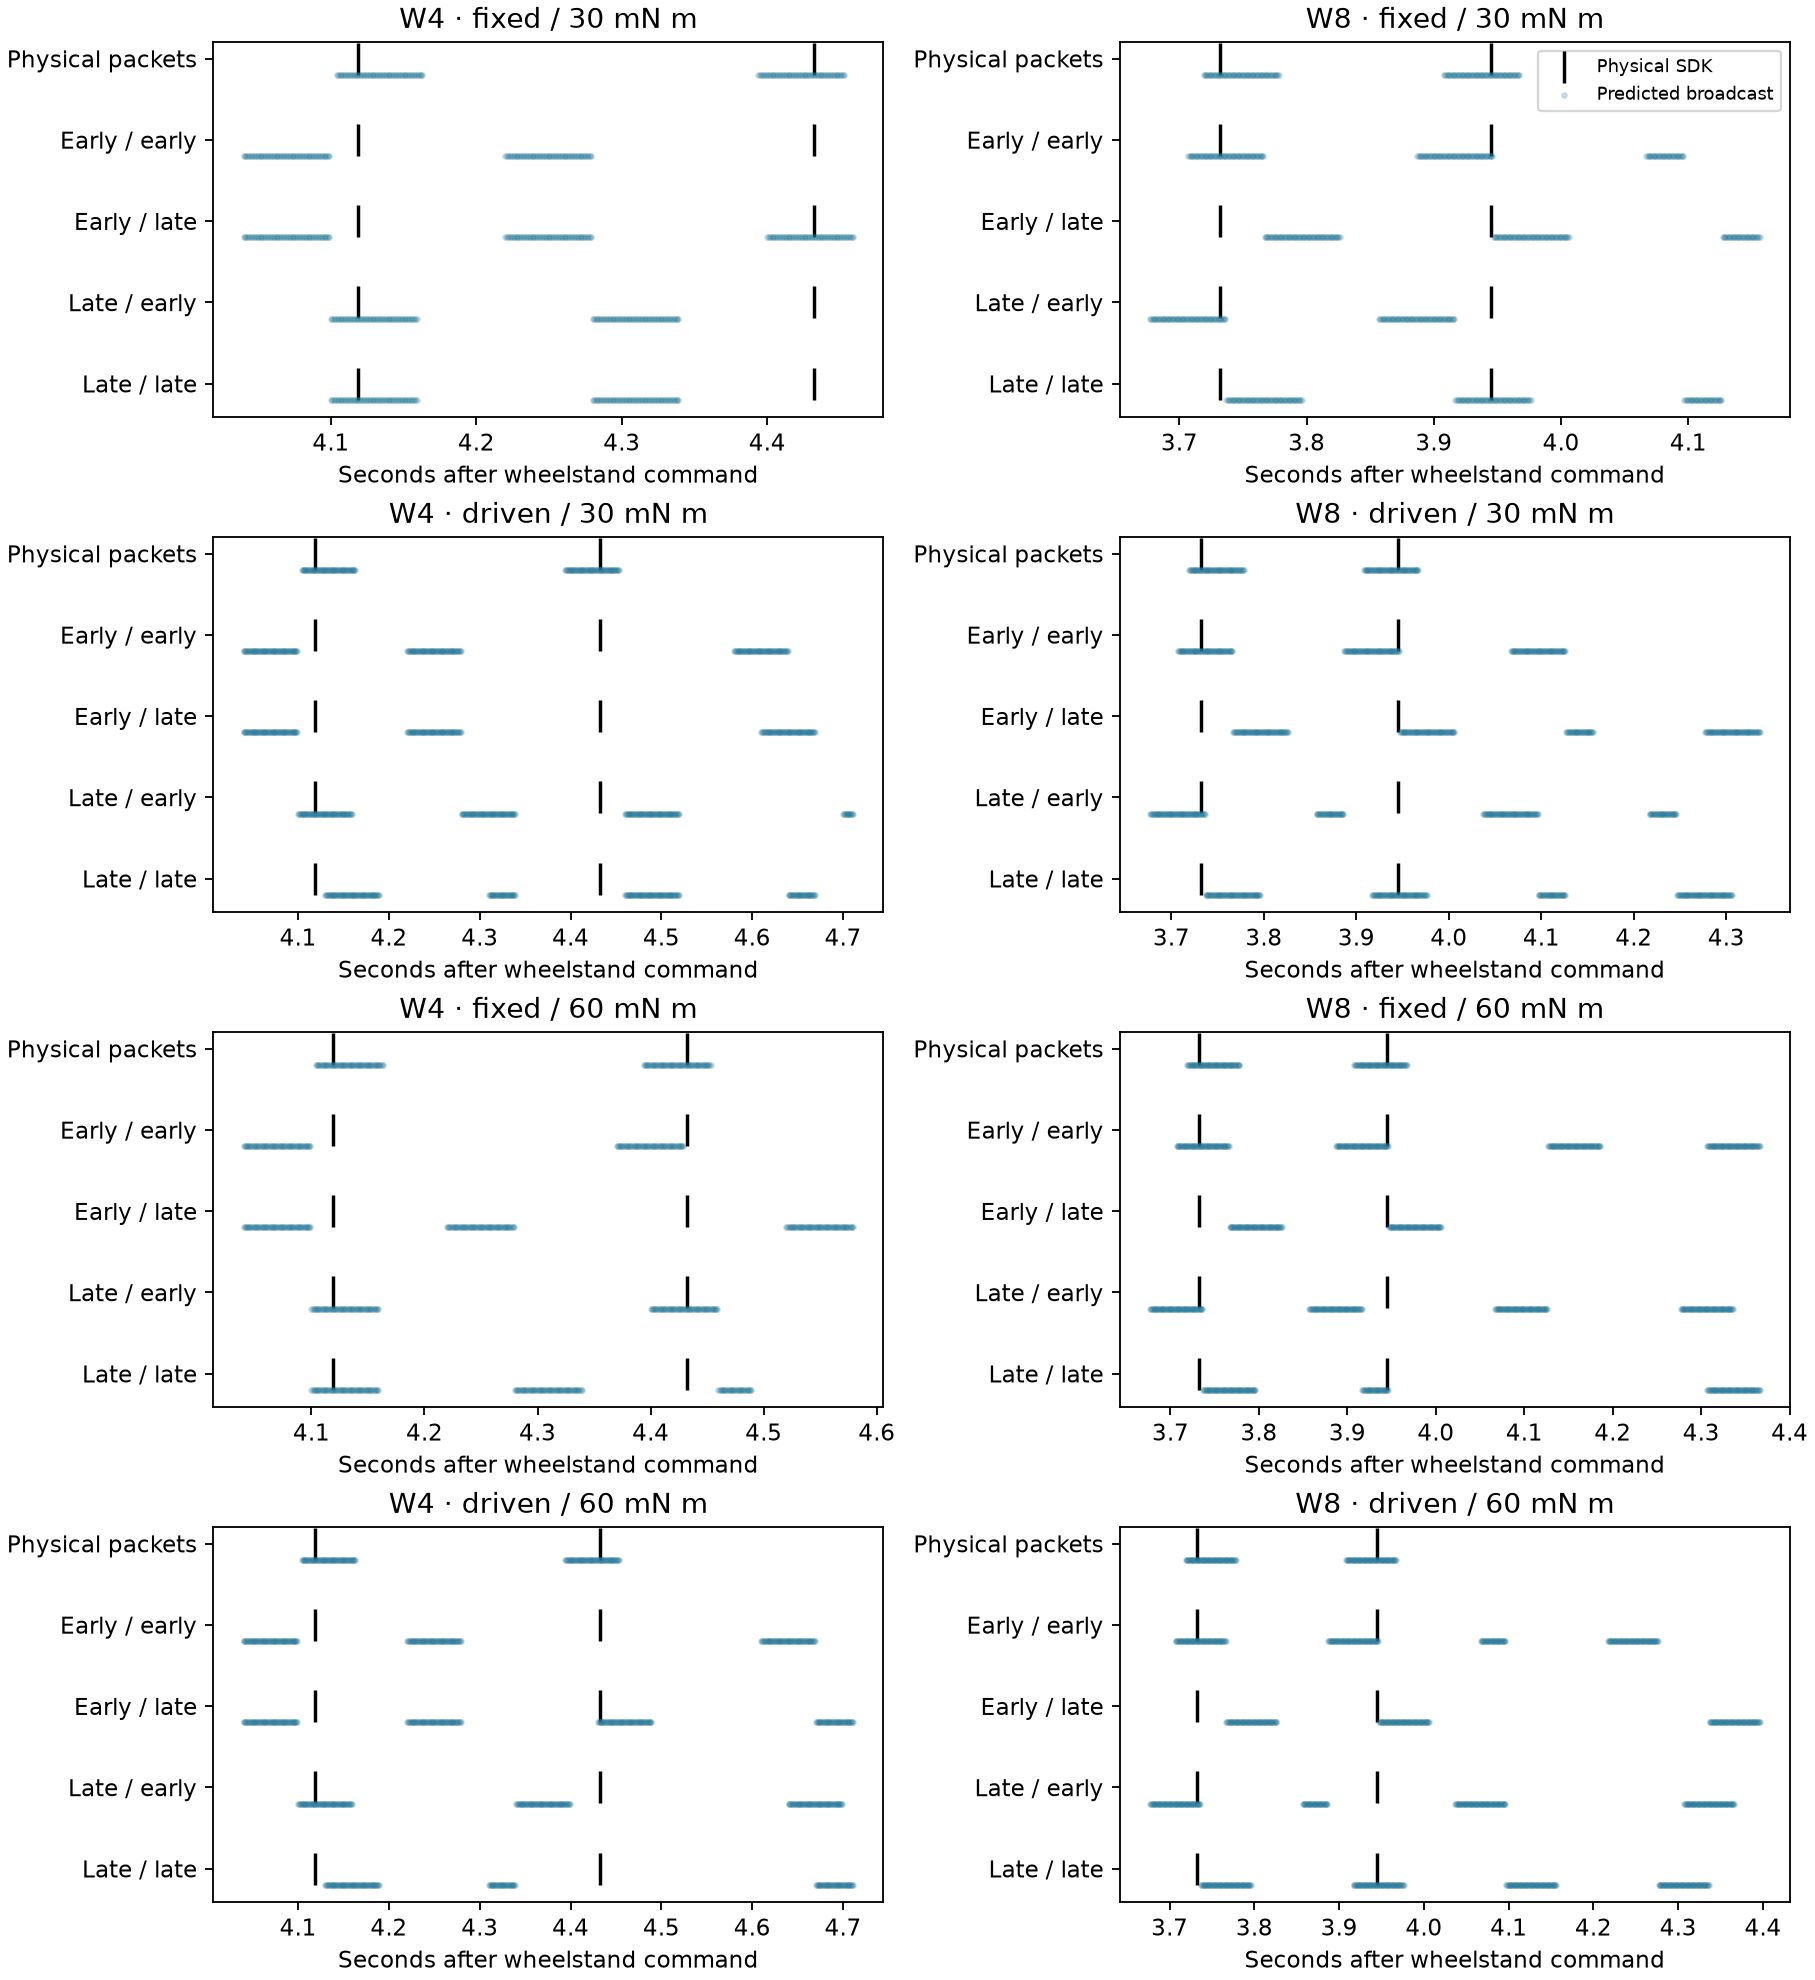 W4 · fixed / 30 mN m
Physical packets
Early / early
Early / late
Late / early
Late / late
4.1 4.2 4.3 4.4
Seconds after wheelstand command
W8 · fixed / 30 mN m
Physical SDK
Predicted broadcast
Physical packets
Early / early
Early / late
Late / early
Late / late
3.7 3.8 3.9 4.0 4.1
Seconds after wheelstand command
W4 · driven / 30 mN m
Physical packets
Early / early
Early / late
Late / early
Late / late
4.1 4.2 4.3 4.4 4.5 4.6 4.7
Seconds after wheelstand command
W8 · driven / 30 mN m
Physical packets
Early / early
Early / late
Late / early
Late / late
3.7 3.8 3.9 4.0 4.1 4.2 4.3
Seconds after wheelstand command
W4 · fixed / 60 mN m
Physical packets
Early / early
Early / late
Late / early
Late / late
4.1 4.2 4.3 4.4 4.5 4.6
Seconds after wheelstand command
W8 · fixed / 60 mN m
Physical packets
Early / early
Early / late
Late / early
Late / late
3.7 3.8 3.9 4.0 4.1 4.2 4.3 4.4
Seconds after wheelstand command
W4 · driven / 60 mN m
Physical packets
Early / early
Early / late
Late / early
Late / late
4.1 4.2 4.3 4.4 4.5 4.6 4.7
Seconds after wheelstand command
W8 · driven / 60 mN m
Physical packets
Early / early
Early / late
Late / early
Late / late
3.7 3.8 3.9 4.0 4.1 4.2 4.3 4.4
Seconds after wheelstand command